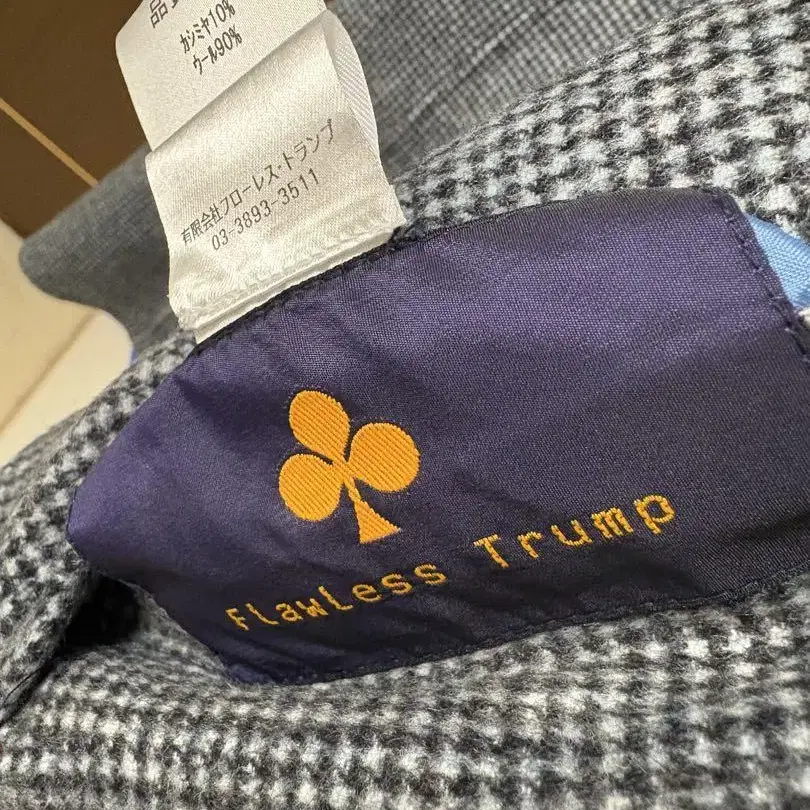 カシミヤ10%
ウール90%
有限会社フローレス・トランプ
03-3893-3511
Flawless Trump